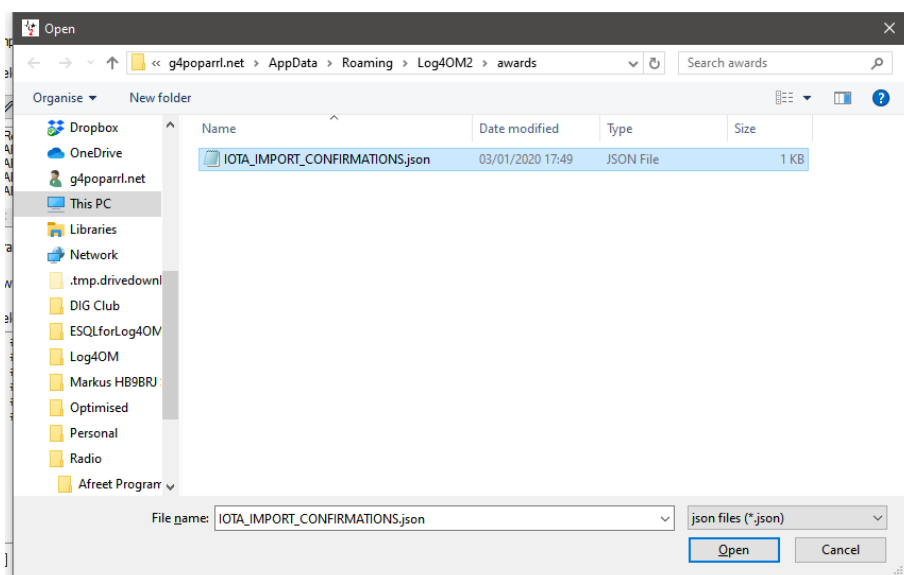 Open
« g4poparrl.net > AppData > Roaming > Log4OM2 > awards
Search awards
Organise
New folder
Name
Date modified
Type
Size
IOTA_IMPORT_CONFIRMATIONS.json
03/01/2020 17:49
JSON File
1 KB
Dropbox
OneDrive
g4poparrl.net
This PC
Libraries
Network
.tmp.drivedownl
DIG Club
ESQLforLog4OM
Log4OM
Markus HB9BRJ
Optimised
Personal
Radio
Afreet Program
File name:
IOTA_IMPORT_CONFIRMATIONS.json
json files (*.json)
Open
Cancel